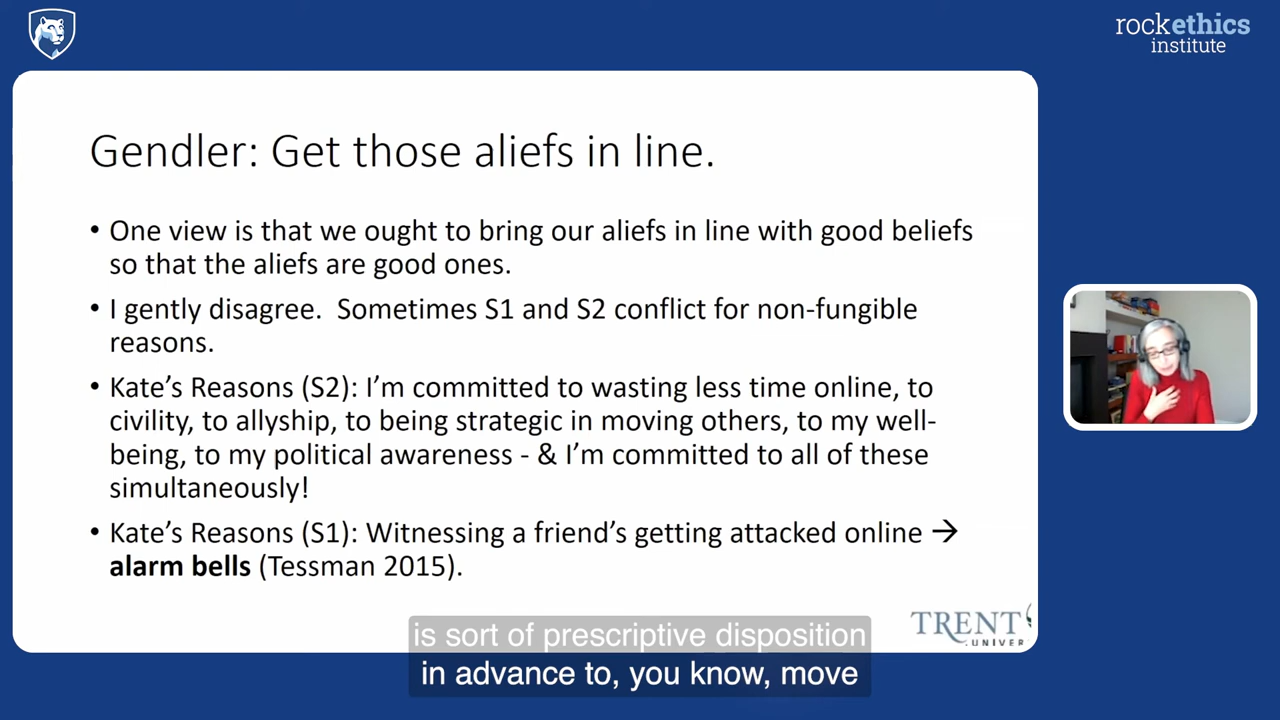 rockethics
institute
Gendler: Get those aliefs in line.
• One view is that we ought to bring our aliefs in line with good beliefs
so that the aliefs are good ones.
• I gently disagree.  Sometimes S1 and S2 conflict for non-fungible
reasons.
• Kate’s Reasons (S2): I’m committed to wasting less time online, to
civility, to allyship, to being strategic in moving others, to my well-
being, to my political awareness - & I’m committed to all of these
simultaneously!
• Kate’s Reasons (S1): Witnessing a friend’s getting attacked online →
alarm bells (Tessman 2015).
TRENT
UNIVER
is sort of prescriptive disposition
in advance to, you know, move